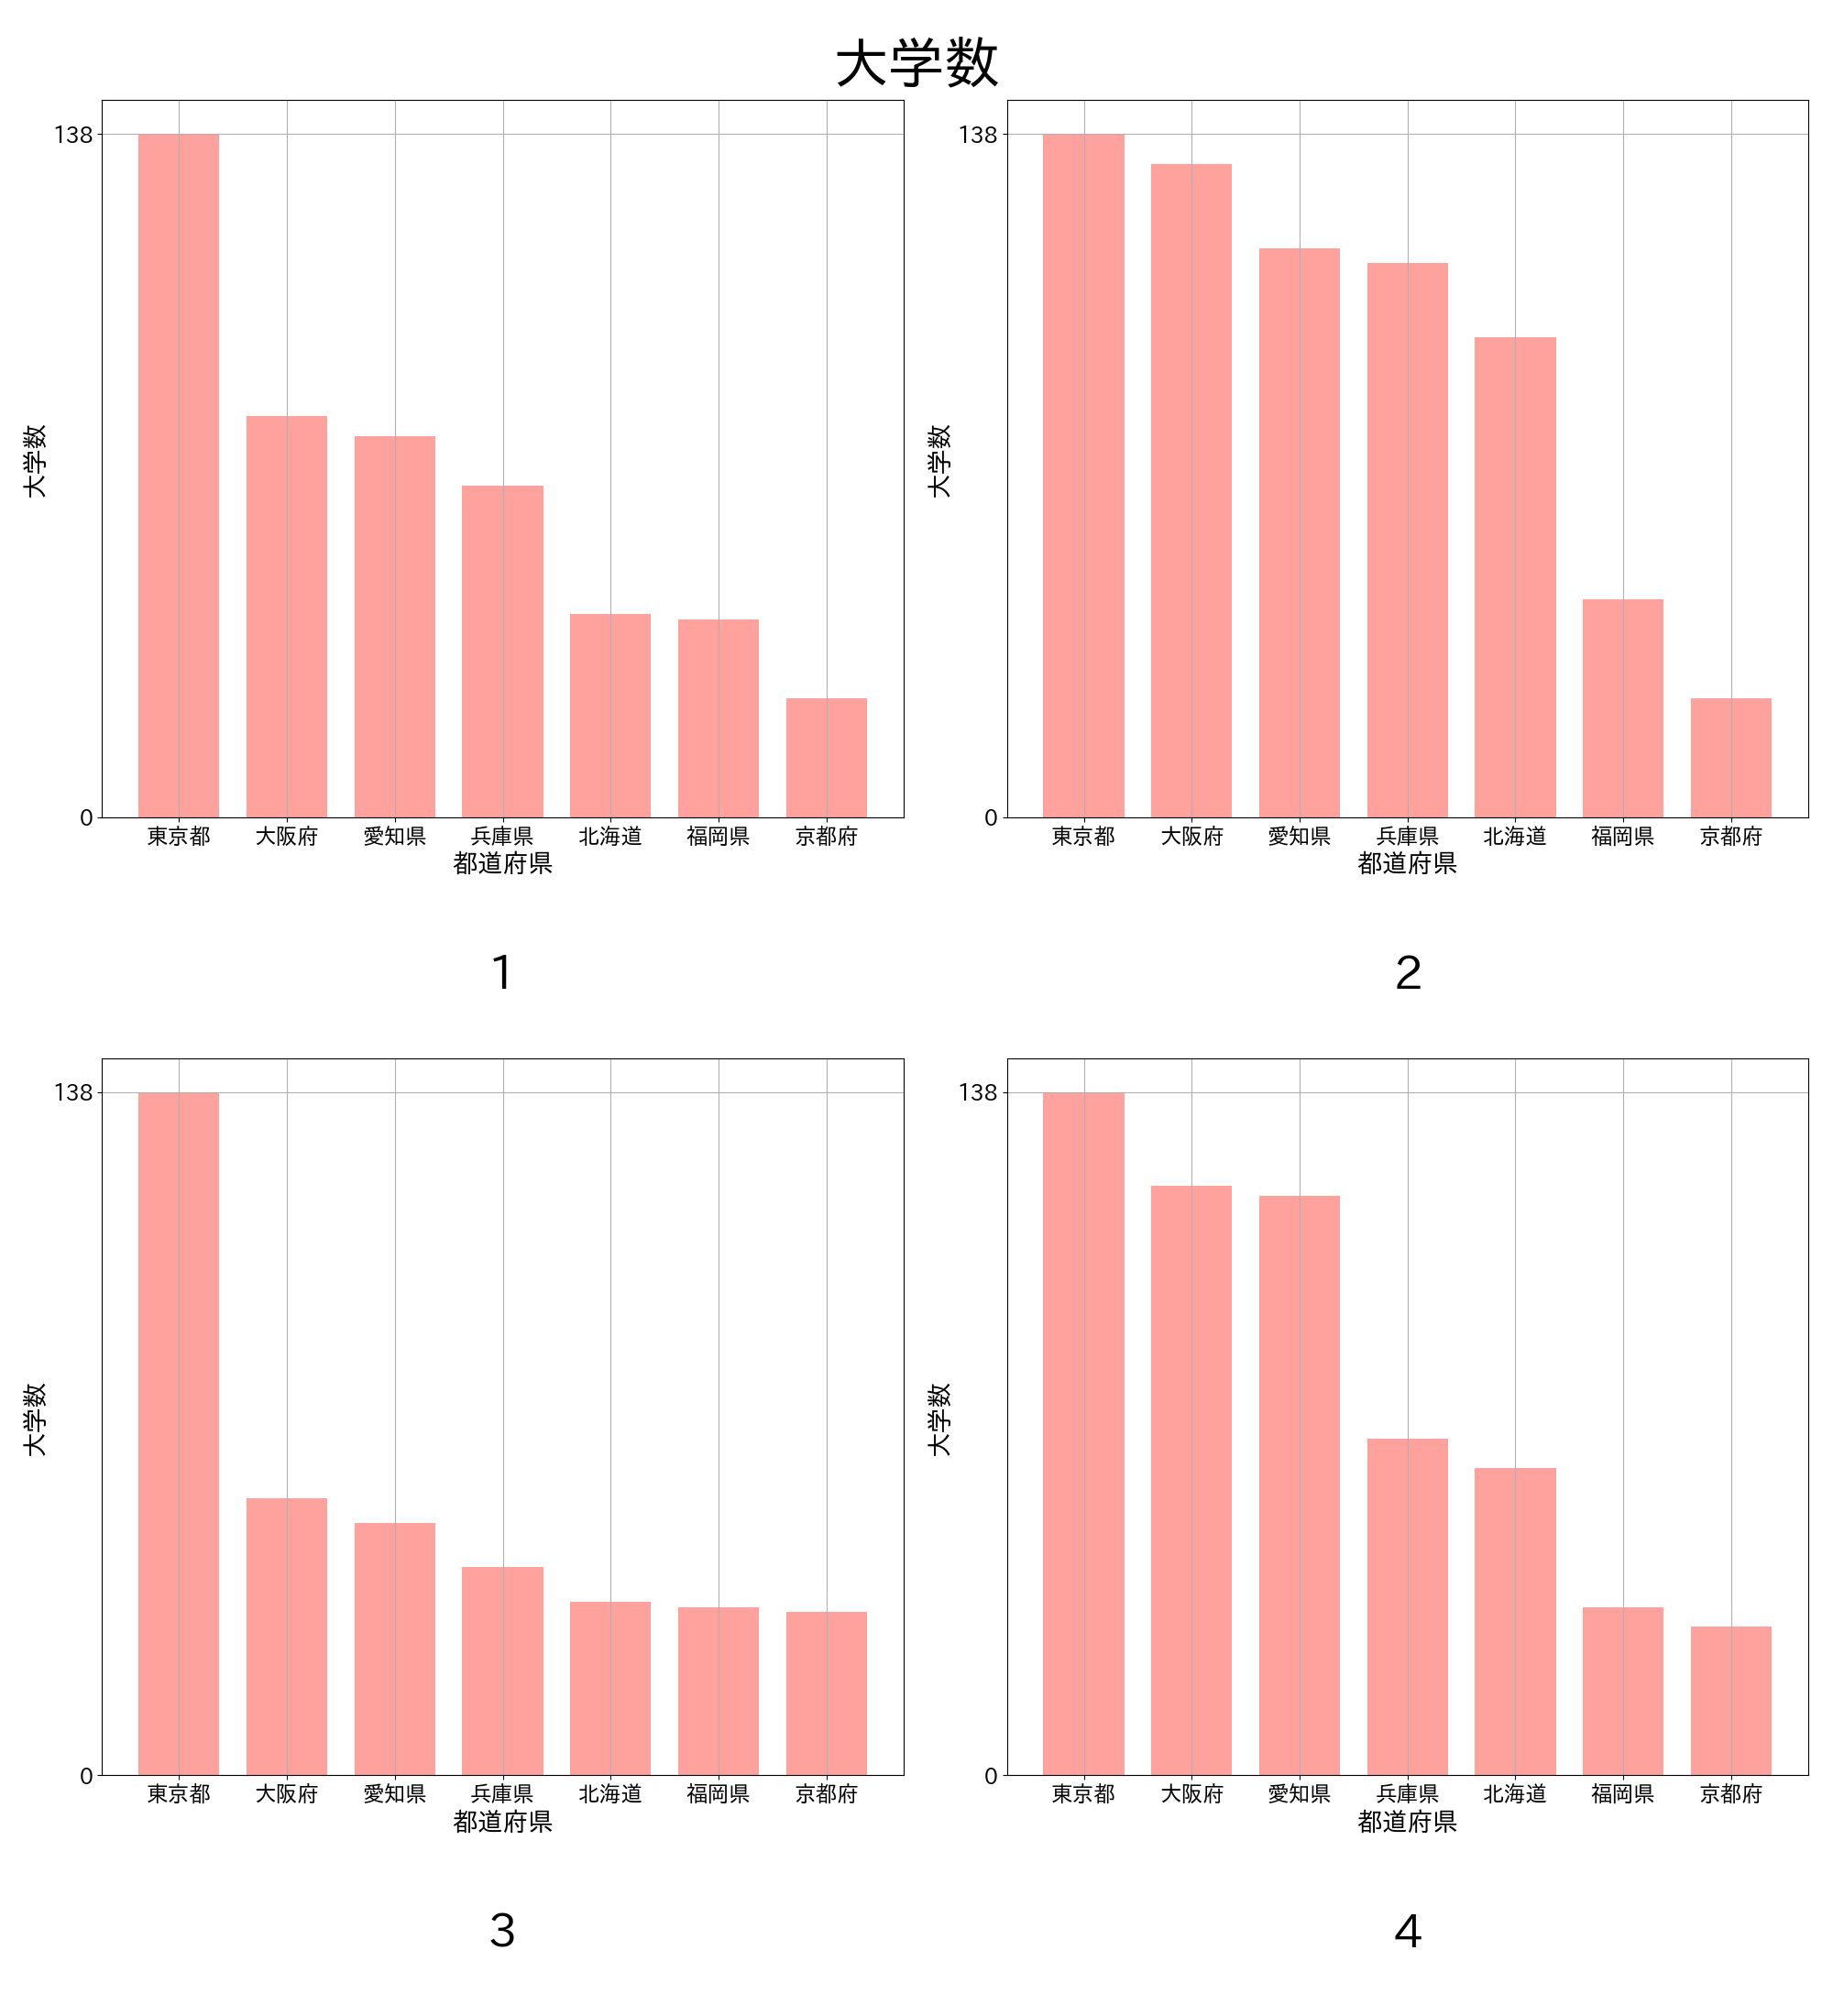 大学数
138
0
大学数
東京都 大阪府 愛知県 兵庫県 北海道 福岡県 京都府
都道府県
1
138
0
大学数
東京都 大阪府 愛知県 兵庫県 北海道 福岡県 京都府
都道府県
2
138
0
大学数
東京都 大阪府 愛知県 兵庫県 北海道 福岡県 京都府
都道府県
3
138
0
大学数
東京都 大阪府 愛知県 兵庫県 北海道 福岡県 京都府
都道府県
4